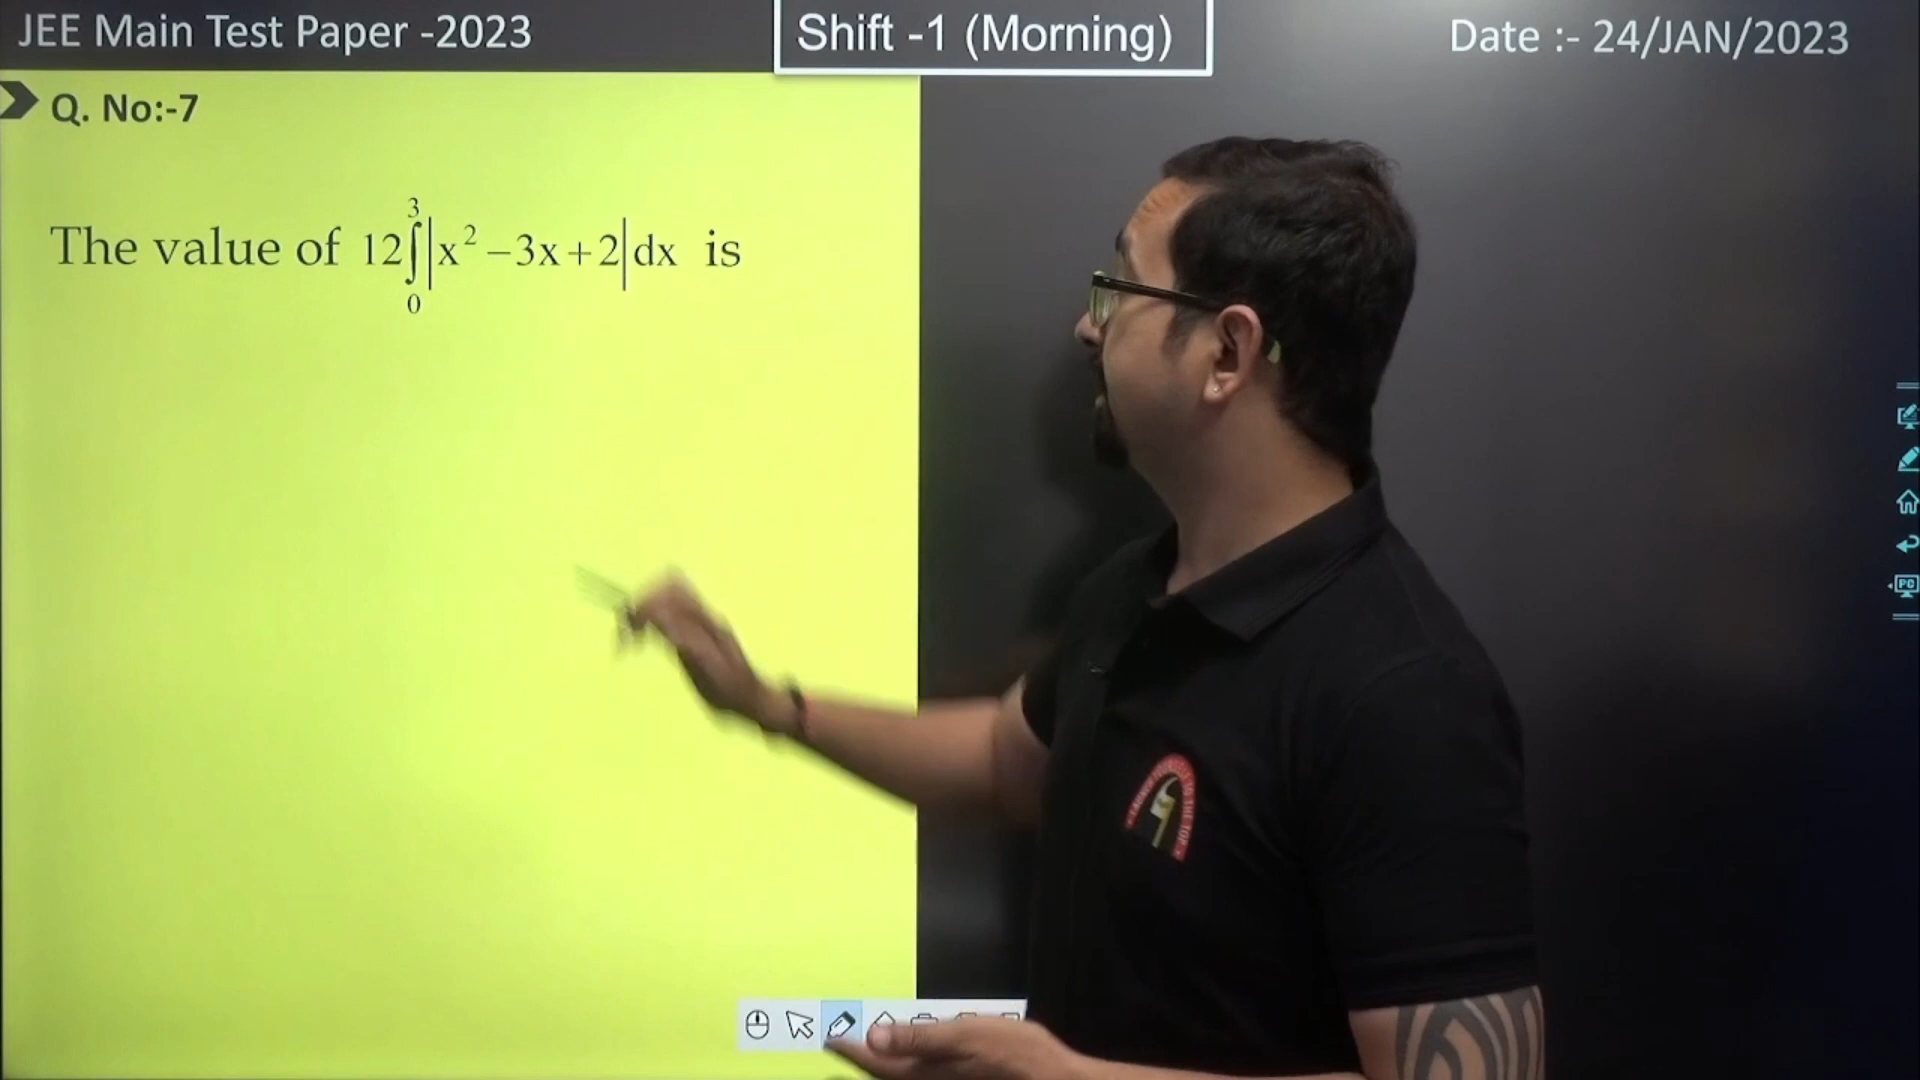 JEE Main Test Paper -2023
Shift -1 (Morning)
Date :- 24/JAN/2023
Q. No:-7
The value of 12∫₀³|x² − 3x + 2| dx is
PC